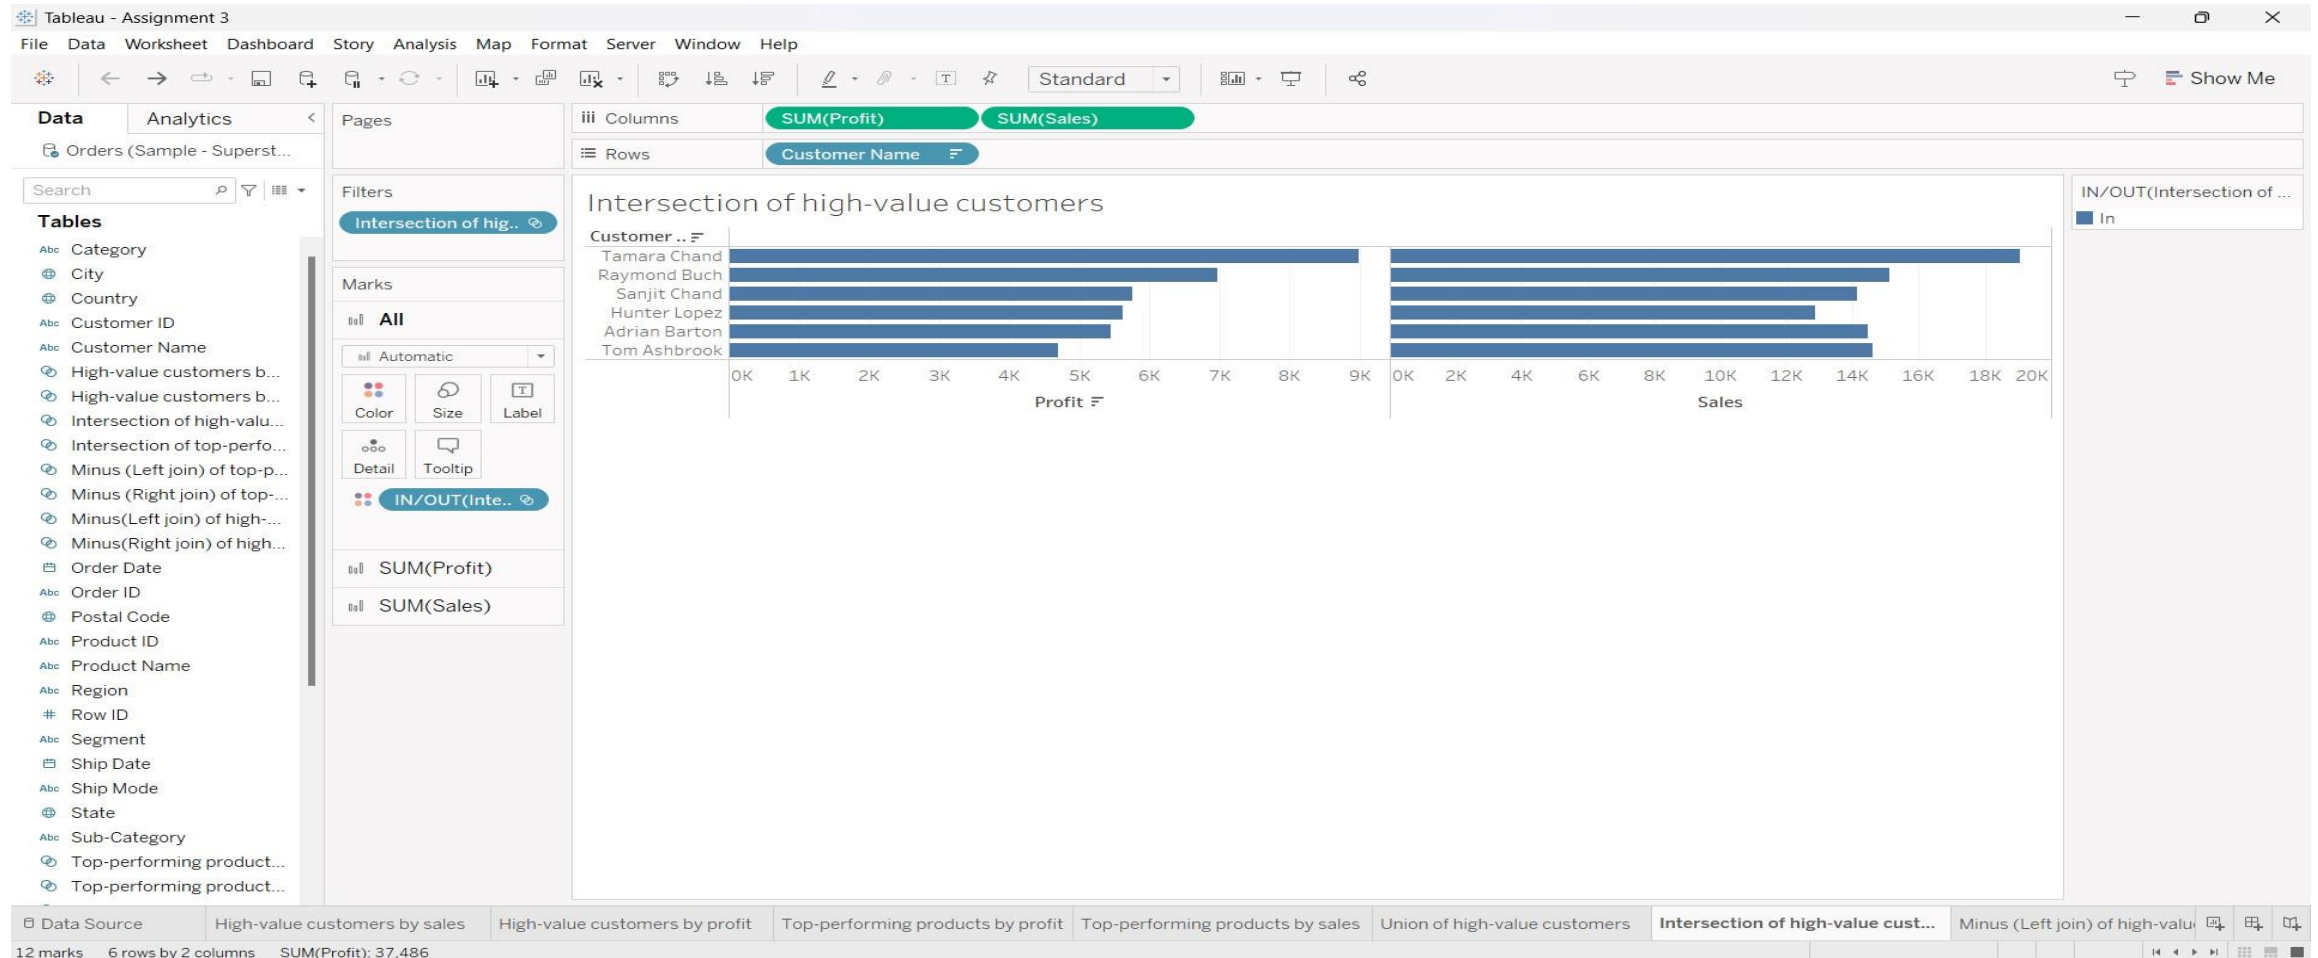 Tableau - Assignment 3
File Data Worksheet Dashboard Story Analysis Map Format Server Window Help
Standard
Show Me
Data Analytics
Orders (Sample - Superst...
Search
Tables
Abc Category
City
Country
Abc Customer ID
Abc Customer Name
High-value customers b...
High-value customers b...
Intersection of high-valu...
Intersection of top-perfo...
Minus (Left join) of top-p...
Minus (Right join) of top-...
Minus(Left join) of high-...
Minus(Right join) of high...
Order Date
Abc Order ID
Postal Code
Abc Product ID
Abc Product Name
Abc Region
# Row ID
Abc Segment
Ship Date
Abc Ship Mode
State
Abc Sub-Category
Top-performing product...
Top-performing product...
Pages
Filters
Intersection of hig..
Marks
All
Automatic
Color Size Label
Detail Tooltip
IN/OUT(Inte..
SUM(Profit)
SUM(Sales)
Columns SUM(Profit) SUM(Sales)
Rows Customer Name
Intersection of high-value customers
Customer ..
Tamara Chand
Raymond Buch
Sanjit Chand
Hunter Lopez
Adrian Barton
Tom Ashbrook
0K 1K 2K 3K 4K 5K 6K 7K 8K 9K 0K 2K 4K 6K 8K 10K 12K 14K 16K 18K 20K
Profit Sales
IN/OUT(Intersection of ...
In
Data Source High-value customers by sales High-value customers by profit Top-performing products by profit Top-performing products by sales Union of high-value customers Intersection of high-value cust... Minus (Left join) of high-valu
12 marks 6 rows by 2 columns SUM(Profit): 37,486